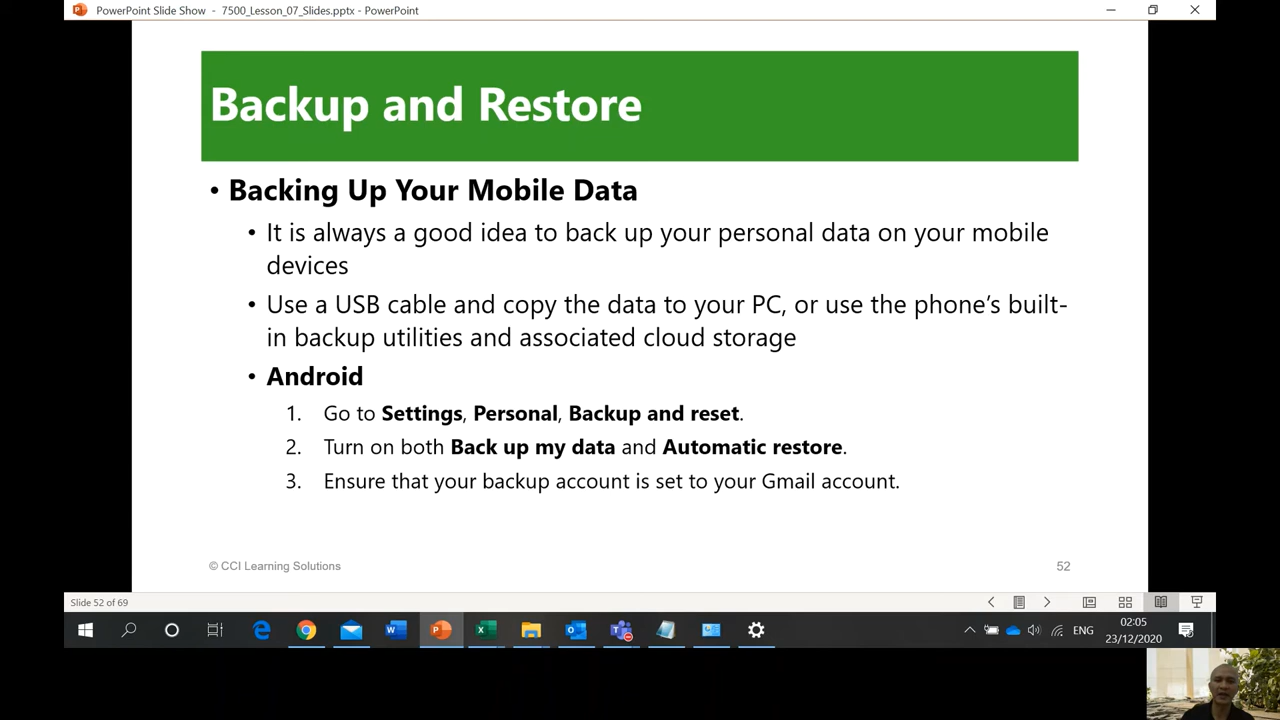 PowerPoint Slide Show - 7500_Lesson_07_Slides.pptx - PowerPoint
Backup and Restore
• Backing Up Your Mobile Data
• It is always a good idea to back up your personal data on your mobile
devices
• Use a USB cable and copy the data to your PC, or use the phone's built-
in backup utilities and associated cloud storage
• Android
1. Go to Settings, Personal, Backup and reset.
2. Turn on both Back up my data and Automatic restore.
3. Ensure that your backup account is set to your Gmail account.
© CCI Learning Solutions 52
Slide 52 of 69
ENG
02:05
23/12/2020